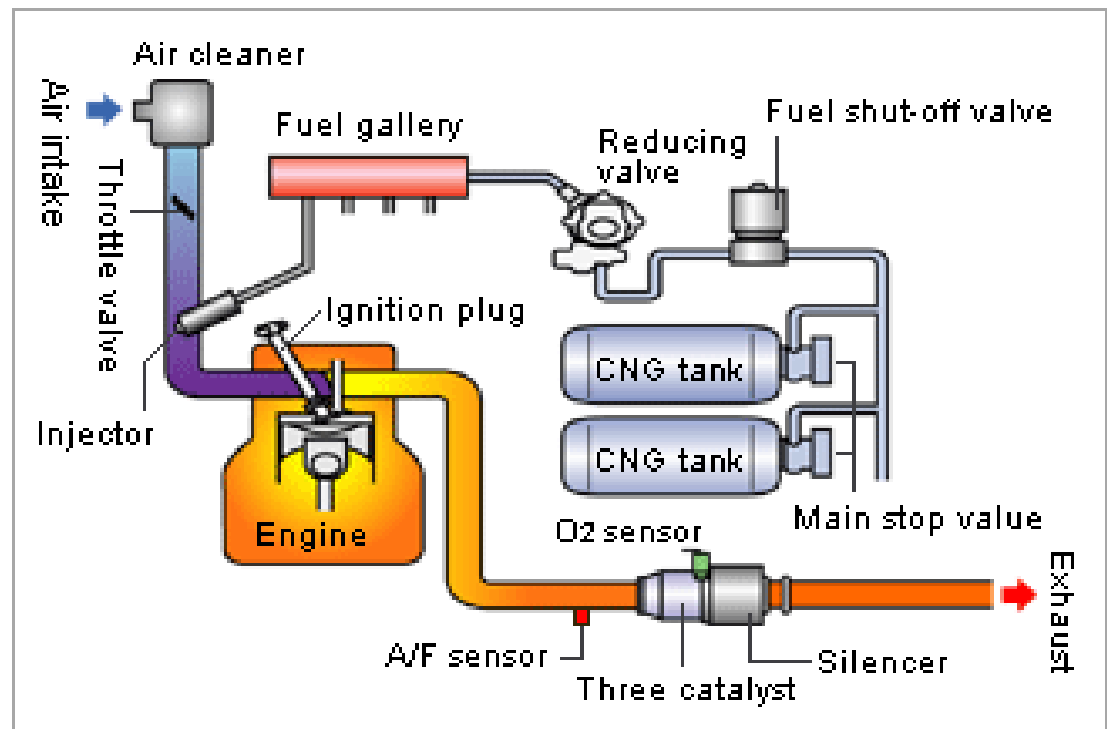 Air cleaner
Air intake
Throttle valve
Fuel gallery
Reducing
valve
Fuel shut-off valve
Ignition plug
Injector
CNG tank
CNG tank
Main stop value
Engine
O2 sensor
A/F sensor
Three catalyst
Silencer
Exhaust